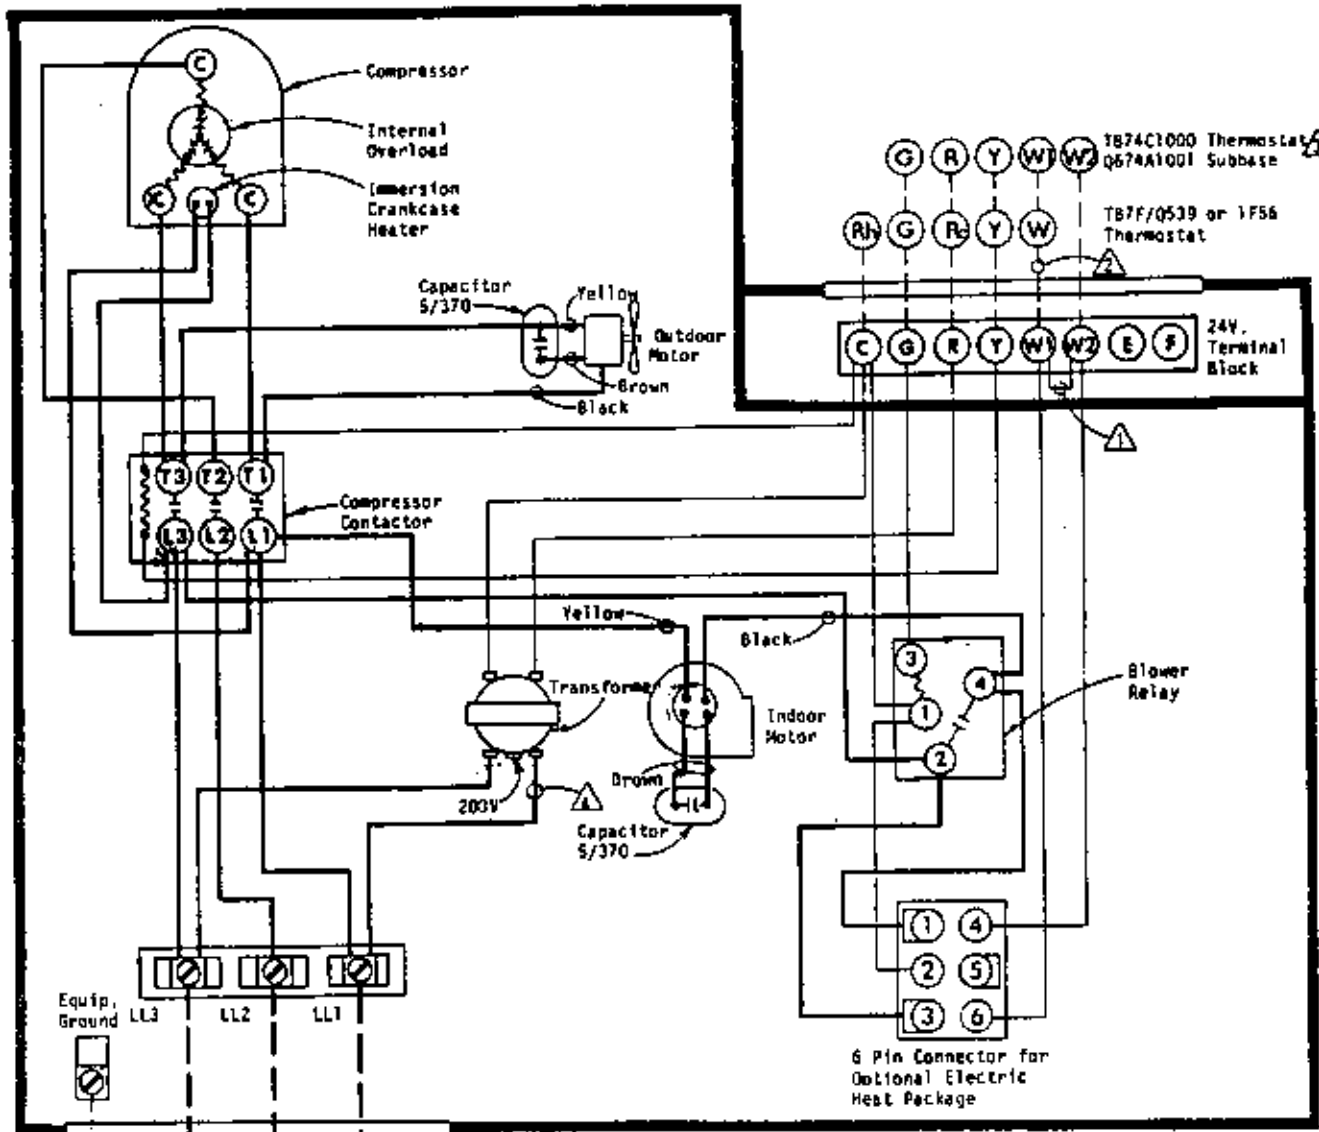 C
Compressor
Internal
Overload
C
C
Immersion
Crankcase
Heater
G R Y W1 W2
T874C1000 Thermostat
Q674A1001 Subbase
Rh G Rc Y W
T87F/Q539 or 1F56
Thermostat
2
Capacitor
5/370
Yellow
Outdoor
Motor
Brown
Black
C G R Y W1 W2 E F
24V.
Terminal
Block
1
T3 T2 T1
L3 L2 L1
Compressor
Contactor
Yellow
Black
3
4
1
2
Blower
Relay
Transformer
Indoor
Motor
Brown
200V
4
Capacitor
5/370
1 4
2 5
3 6
Equip.
Ground
LL3 LL2 LL1
6 Pin Connector for
Optional Electric
Heat Package